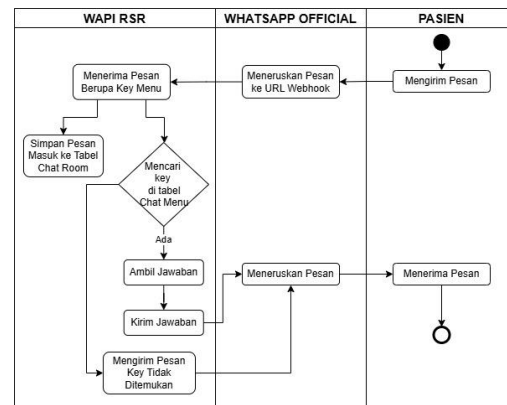 WAPI RSR
WHATSAPP OFFICIAL
PASIEN
Mengirim Pesan
Meneruskan Pesan
ke URL Webhook
Menerima Pesan
Berupa Key Menu
Simpan Pesan
Masuk ke Tabel
Chat Room
Mencari
key
di tabel
Chat Menu
Ada
Ambil Jawaban
Kirim Jawaban
Mengirim Pesan
Key Tidak
Ditemukan
Meneruskan Pesan
Menerima Pesan